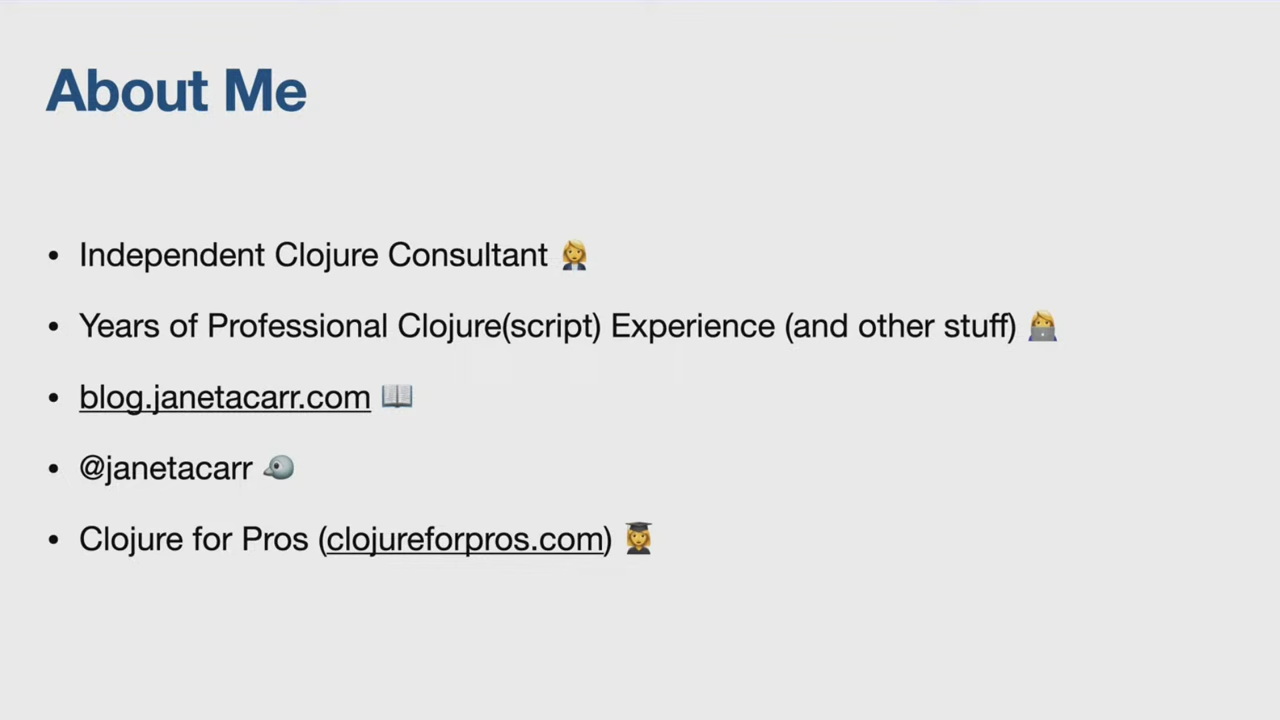 About Me
• Independent Clojure Consultant 👩‍💼
• Years of Professional Clojure(script) Experience (and other stuff) 👩‍💻
• blog.janetacarr.com 📖
• @janetacarr 🐦
• Clojure for Pros (clojureforpros.com) 👩‍🎓